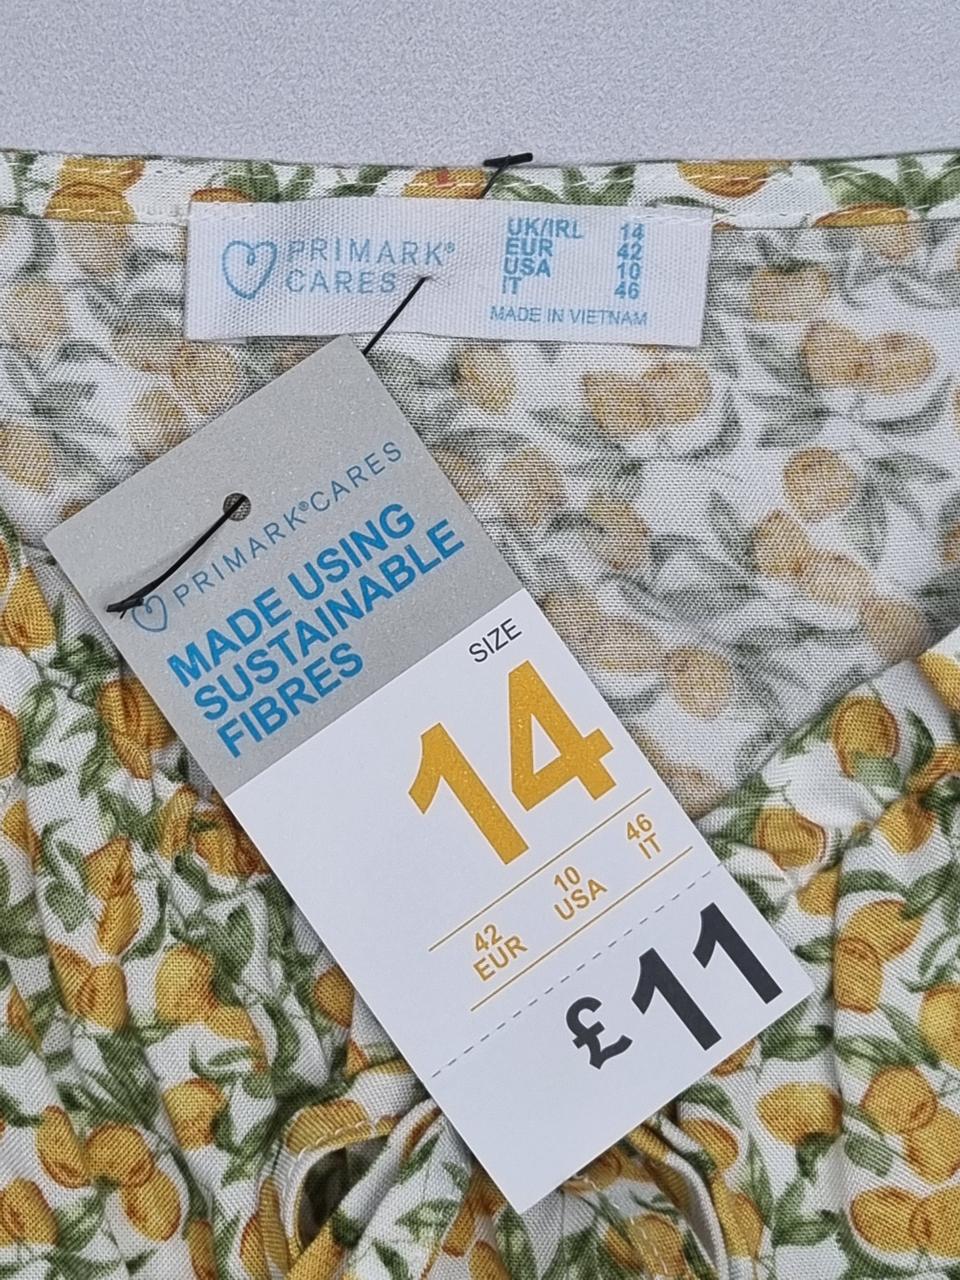 PRIMARK®
CARES
UK/IRL 14
EUR 42
USA 10
IT 46
MADE IN VIETNAM
PRIMARK®CARES
MADE USING
SUSTAINABLE
FIBRES
SIZE
14
42 10 46
EUR USA IT
£11